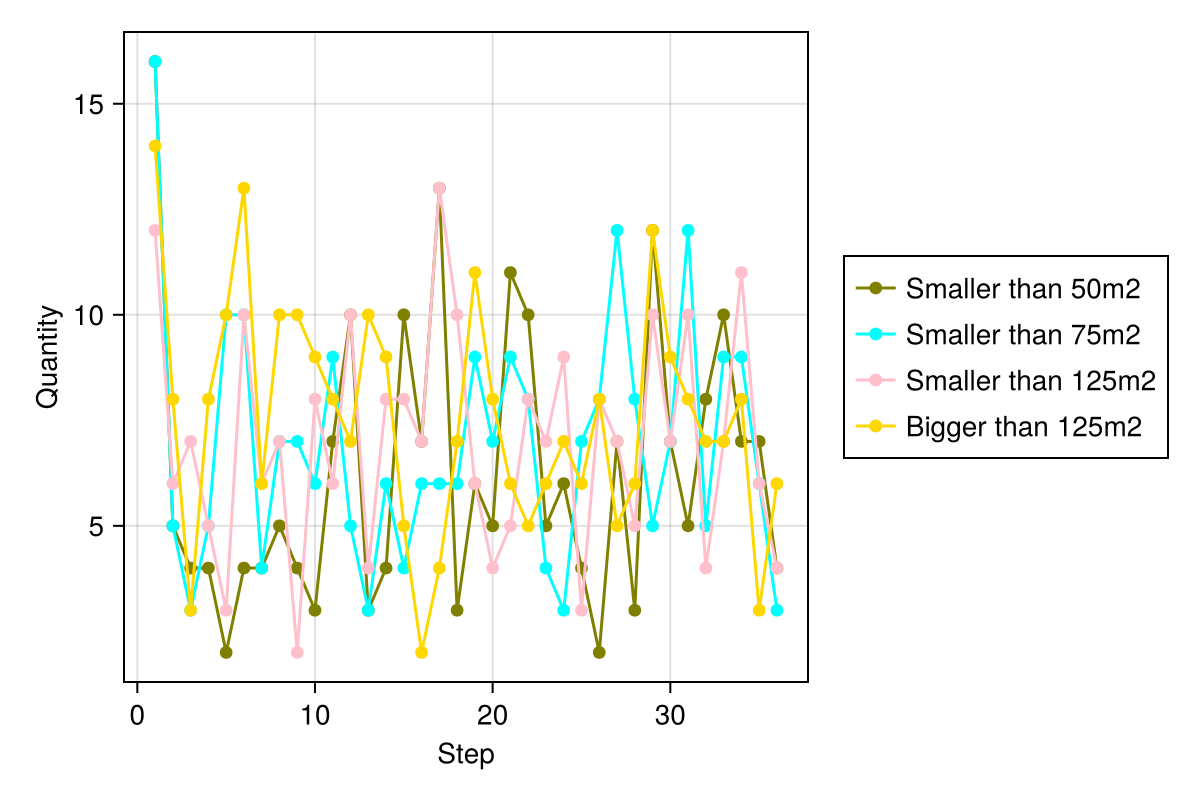 15
10
5
Quantity
0 10 20 30
Step
Smaller than 50m2
Smaller than 75m2
Smaller than 125m2
Bigger than 125m2